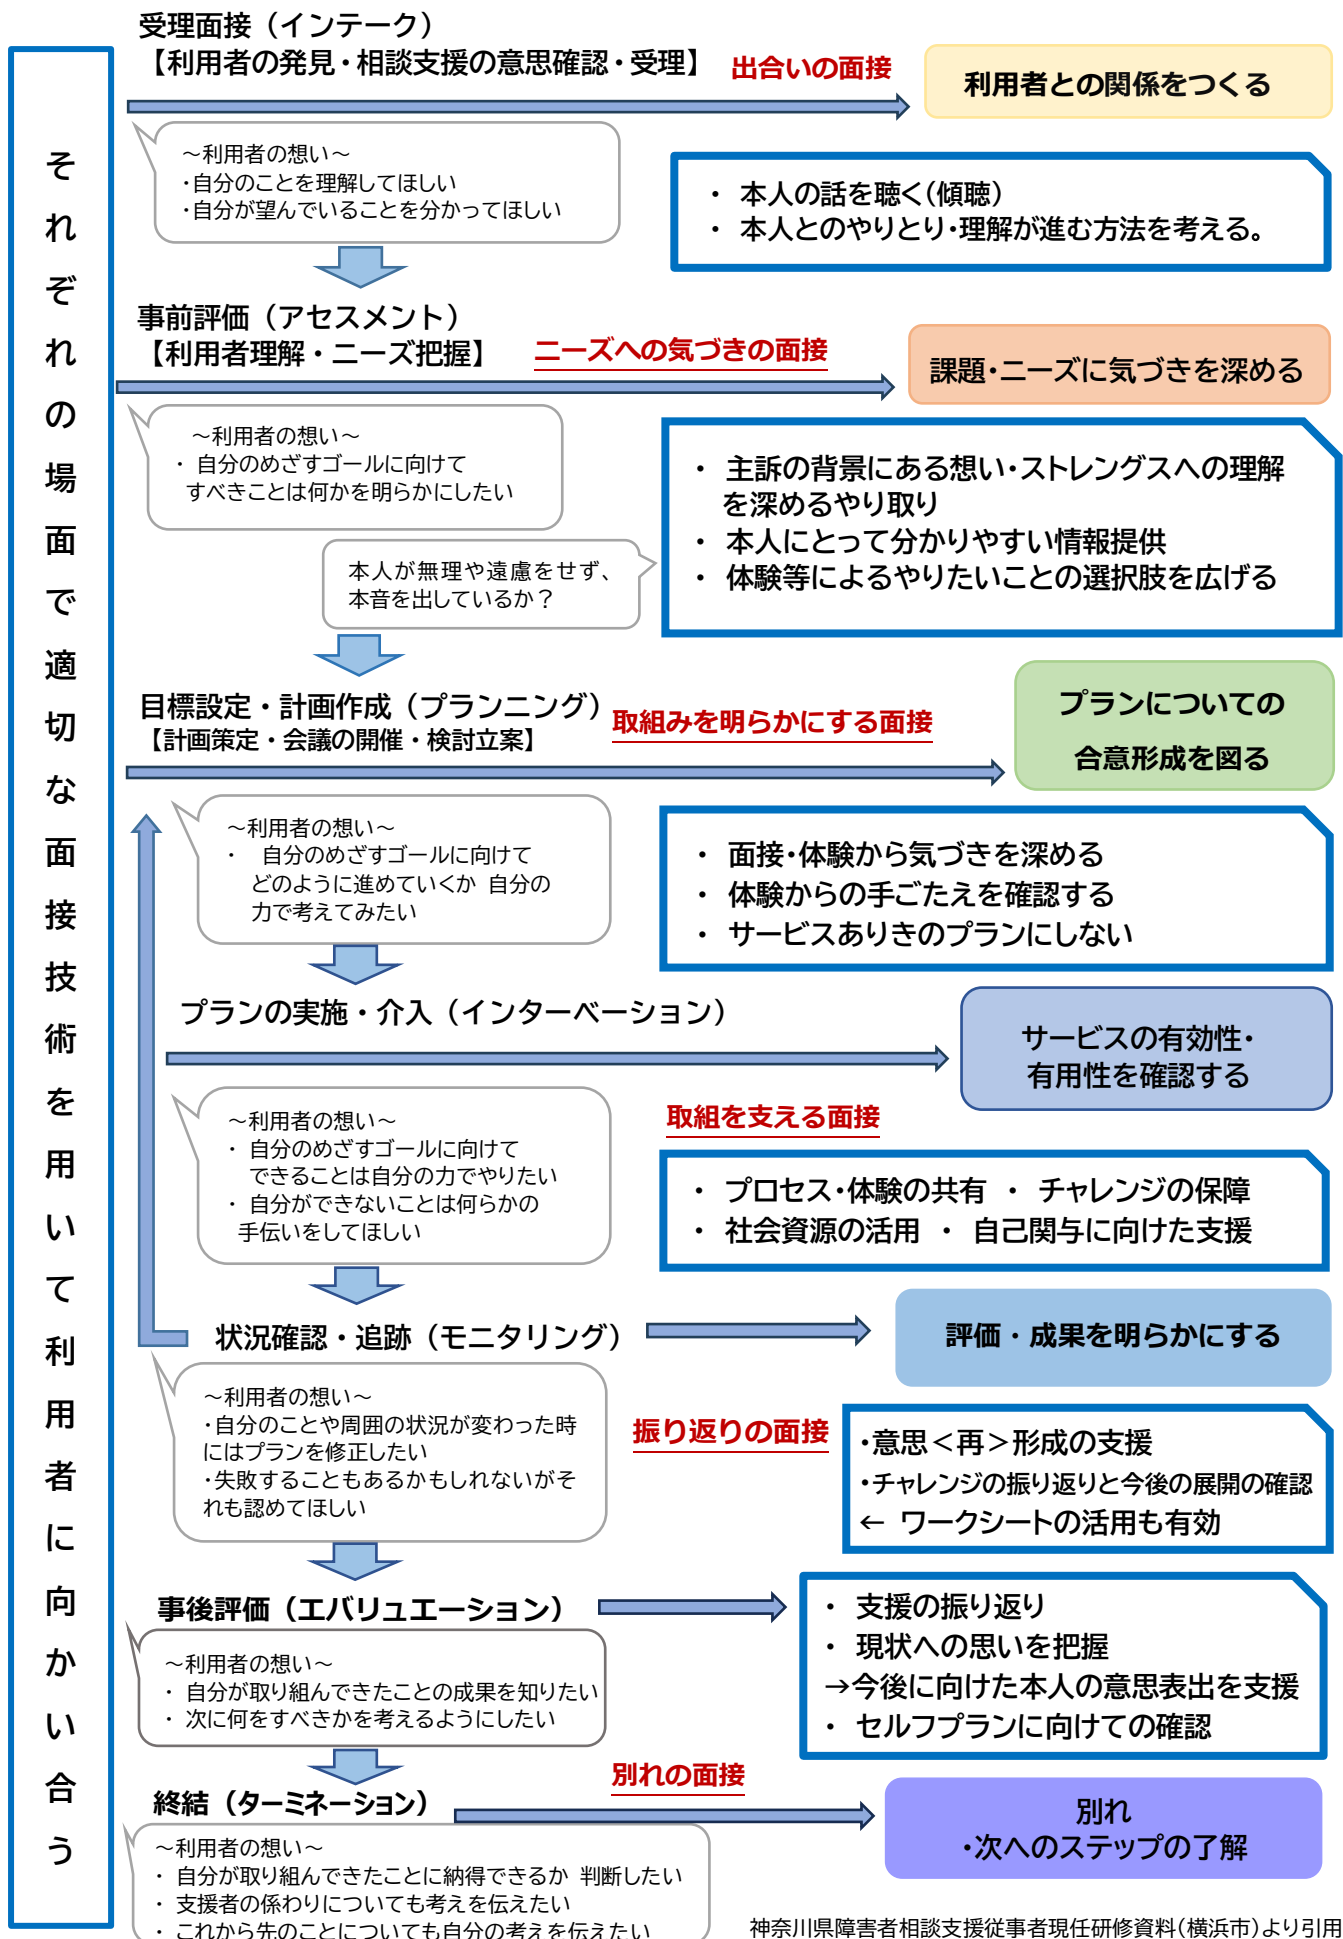 それぞれの場面で適切な面接技術を用いて利用者に向かい合う
受理面接（インテーク）
【利用者の発見・相談支援の意思確認・受理】
出合いの面接
利用者との関係をつくる
～利用者の想い～
・自分のことを理解してほしい
・自分が望んでいることを分かってほしい
・ 本人の話を聴く（傾聴）
・ 本人とのやりとり・理解が進む方法を考える。
事前評価（アセスメント）
【利用者理解・ニーズ把握】
ニーズへの気づきの面接
課題・ニーズに気づきを深める
～利用者の想い～
・ 自分のめざすゴールに向けて
すべきことは何かを明らかにしたい
・ 主訴の背景にある想い・ストレングスへの理解
を深めるやり取り
・ 本人にとって分かりやすい情報提供
・ 体験等によるやりたいことの選択肢を広げる
本人が無理や遠慮をせず、
本音を出しているか？
目標設定・計画作成（プランニング）
【計画策定・会議の開催・検討立案】
取組みを明らかにする面接
プランについての
合意形成を図る
～利用者の想い～
・ 自分のめざすゴールに向けて
どのように進めていくか 自分の
力で考えてみたい
・ 面接・体験から気づきを深める
・ 体験からの手ごたえを確認する
・ サービスありきのプランにしない
プランの実施・介入（インターベーション）
サービスの有効性・
有用性を確認する
～利用者の想い～
・ 自分のめざすゴールに向けて
できることは自分の力でやりたい
・ 自分ができないことは何らかの
手伝いをしてほしい
取組を支える面接
・ プロセス・体験の共有 ・ チャレンジの保障
・ 社会資源の活用 ・ 自己関与に向けた支援
状況確認・追跡（モニタリング）
評価・成果を明らかにする
～利用者の想い～
・自分のことや周囲の状況が変わった時
にはプランを修正したい
・失敗することもあるかもしれないがそ
れも認めてほしい
振り返りの面接
・意思＜再＞形成の支援
・チャレンジの振り返りと今後の展開の確認
← ワークシートの活用も有効
事後評価（エバリュエーション）
・ 支援の振り返り
・ 現状への思いを把握
→今後に向けた本人の意思表出を支援
・ セルフプランに向けての確認
～利用者の想い～
・ 自分が取り組んできたことの成果を知りたい
・ 次に何をすべきかを考えるようにしたい
終結（ターミネーション）
別れの面接
別れ
・次へのステップの了解
～利用者の想い～
・ 自分が取り組んできたことに納得できるか 判断したい
・ 支援者の係わりについても考えを伝えたい
・ これから先のことについても自分の考えを伝えたい
神奈川県障害者相談支援従事者現任研修資料（横浜市）より引用